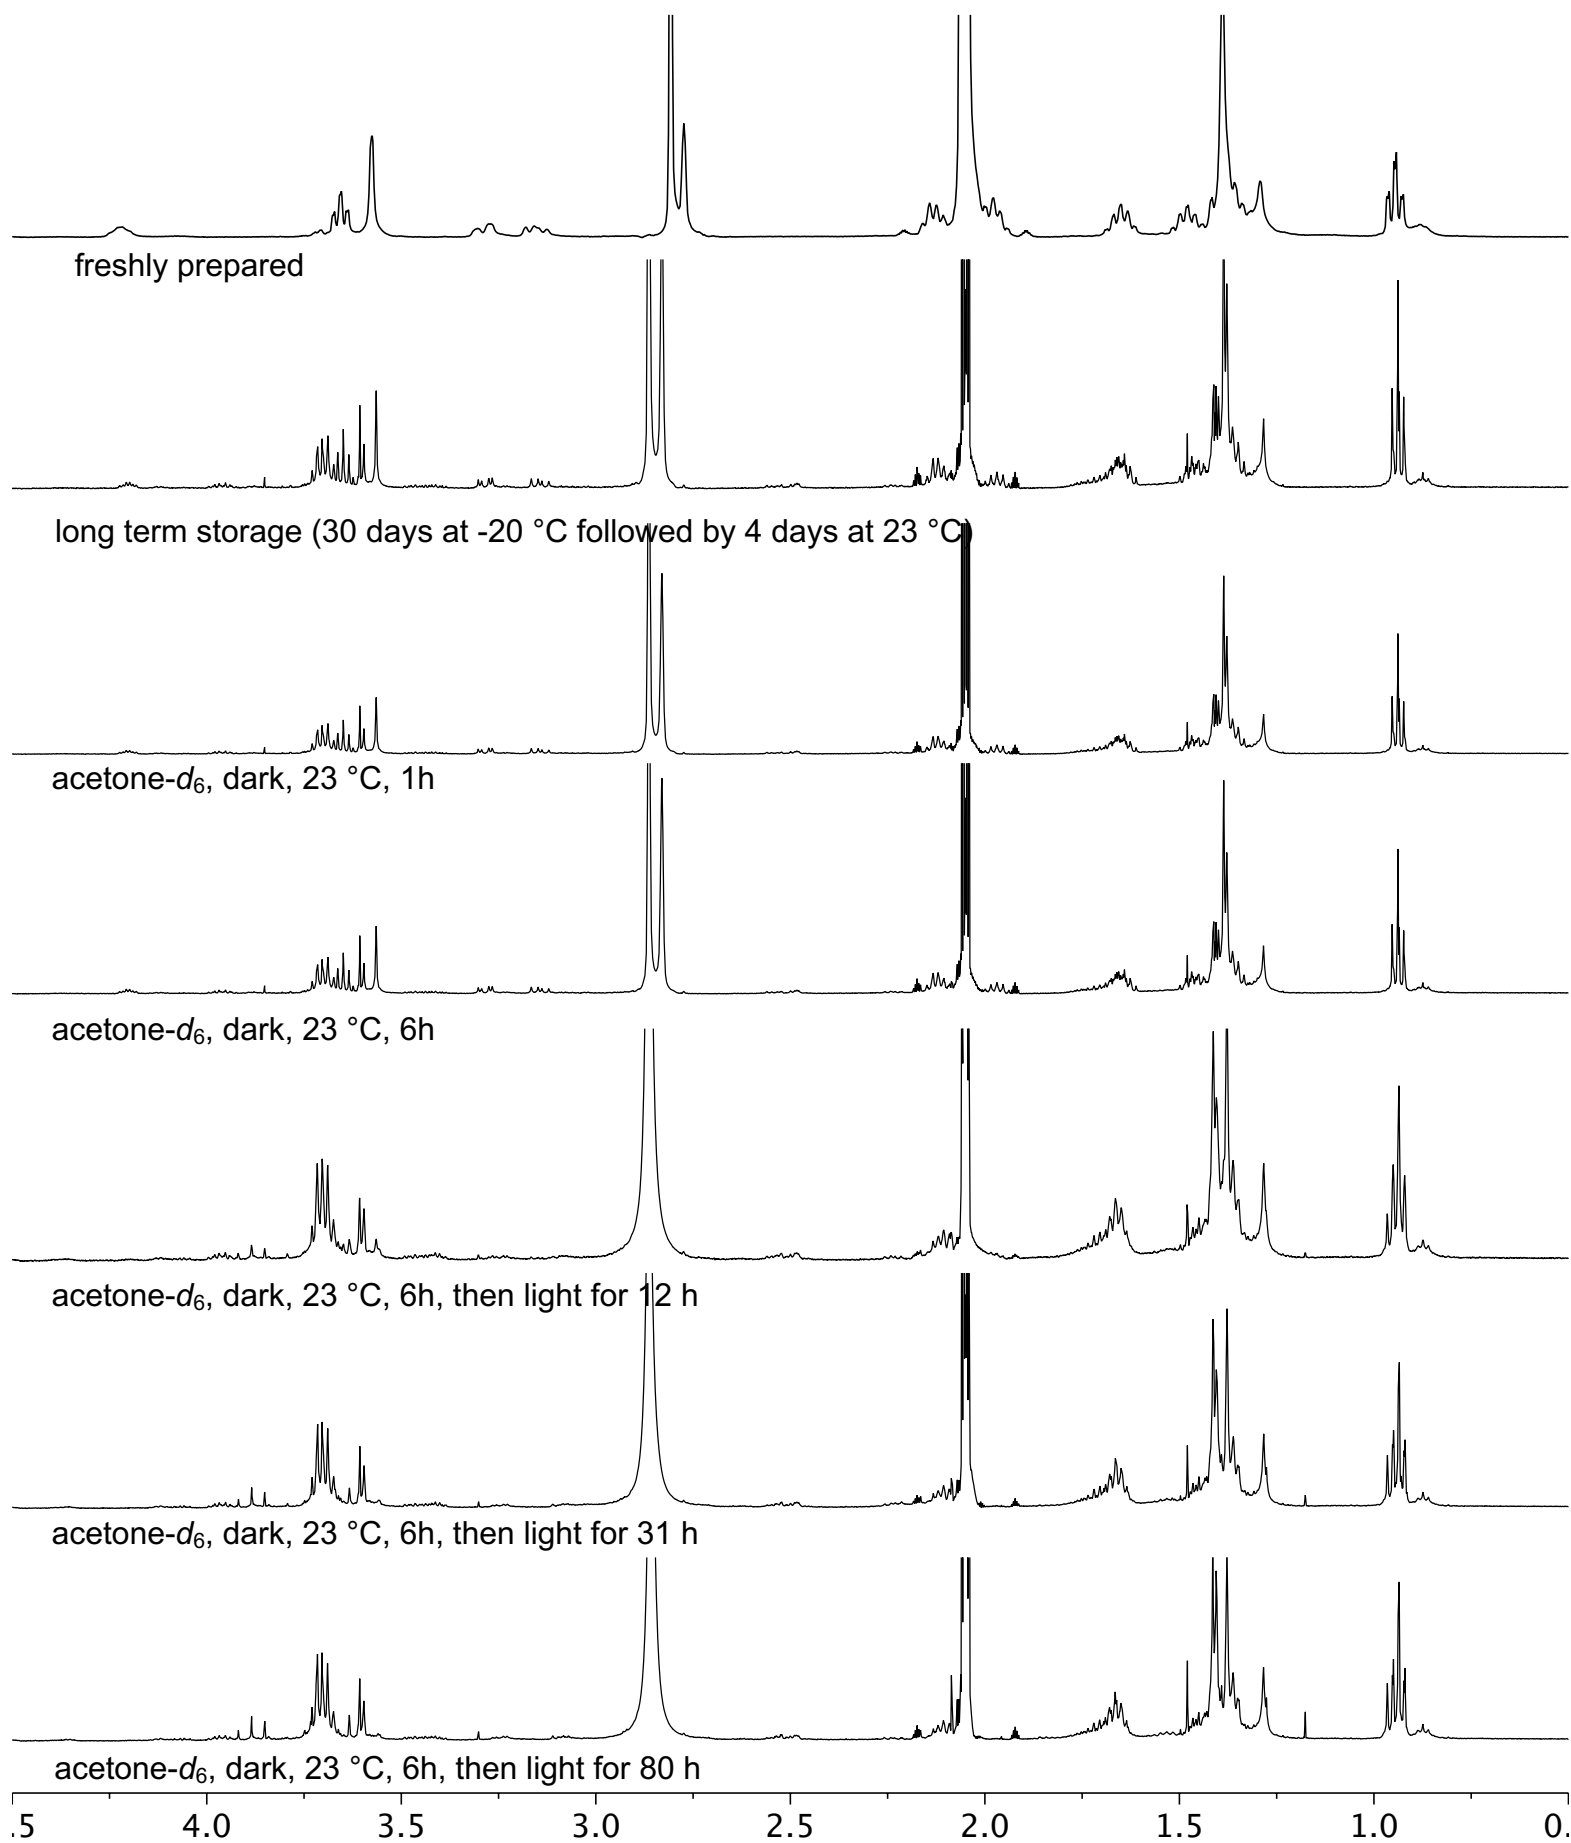 freshly prepared
long term storage (30 days at -20 °C followed by 4 days at 23 °C)
acetone-d₆, dark, 23 °C, 1h
acetone-d₆, dark, 23 °C, 6h
acetone-d₆, dark, 23 °C, 6h, then light for 12 h
acetone-d₆, dark, 23 °C, 6h, then light for 31 h
acetone-d₆, dark, 23 °C, 6h, then light for 80 h
.5 4.0 3.5 3.0 2.5 2.0 1.5 1.0 0.